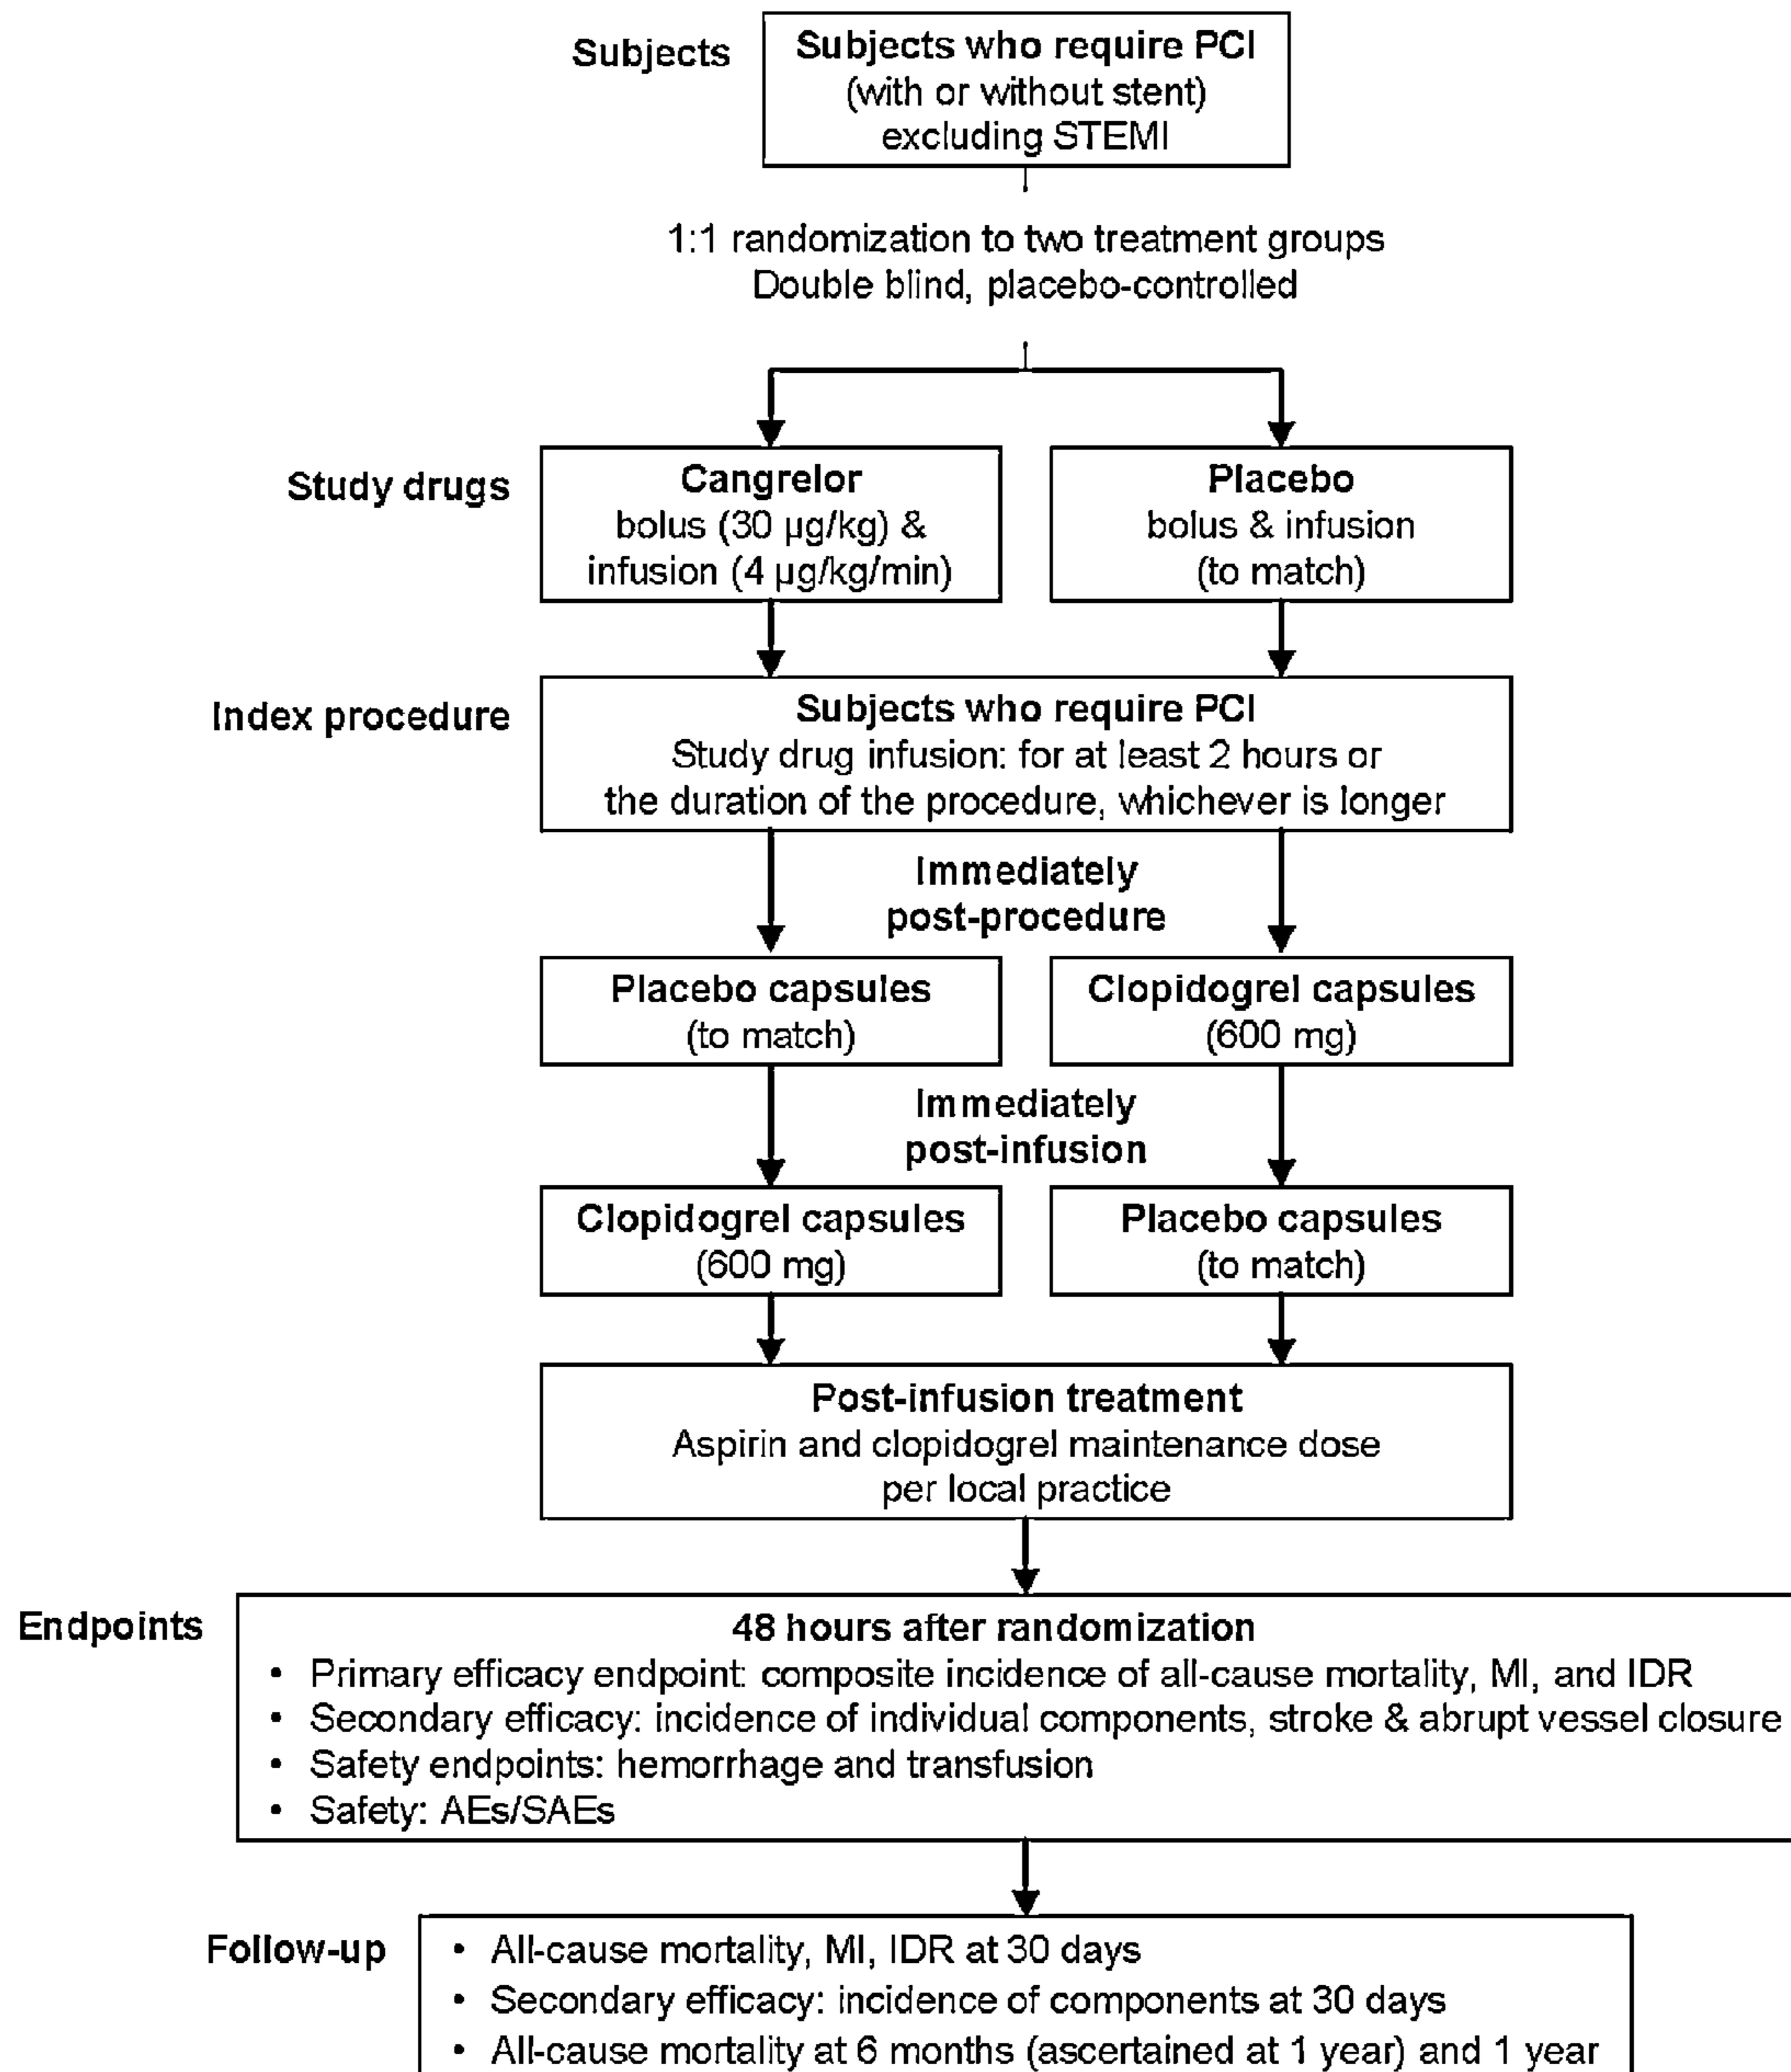 Subjects
Subjects who require PCI
(with or without stent)
excluding STEMI
1:1 randomization to two treatment groups
Double blind, placebo-controlled
Study drugs
Cangrelor
bolus (30 µg/kg) &
infusion (4 µg/kg/min)
Placebo
bolus & infusion
(to match)
Index procedure
Subjects who require PCI
Study drug infusion: for at least 2 hours or
the duration of the procedure, whichever is longer
Immediately
post-procedure
Placebo capsules
(to match)
Clopidogrel capsules
(600 mg)
Immediately
post-infusion
Clopidogrel capsules
(600 mg)
Placebo capsules
(to match)
Post-infusion treatment
Aspirin and clopidogrel maintenance dose
per local practice
Endpoints
48 hours after randomization
• Primary efficacy endpoint: composite incidence of all-cause mortality, MI, and IDR
• Secondary efficacy: incidence of individual components, stroke & abrupt vessel closure
• Safety endpoints: hemorrhage and transfusion
• Safety: AEs/SAEs
Follow-up
• All-cause mortality, MI, IDR at 30 days
• Secondary efficacy: incidence of components at 30 days
• All-cause mortality at 6 months (ascertained at 1 year) and 1 year